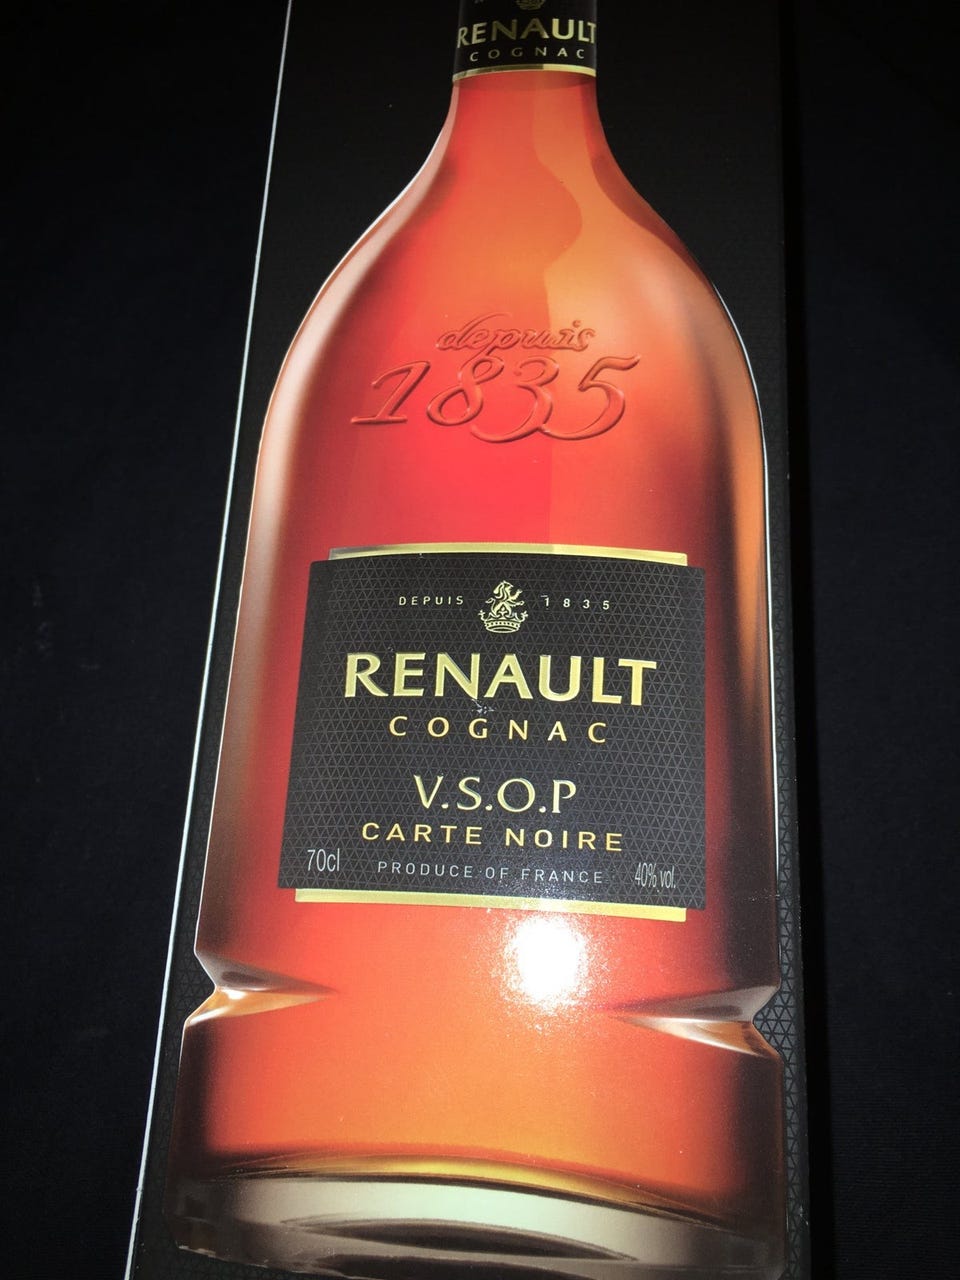 RENAULT
COGNAC
depuis
1835
DEPUIS 1835
RENAULT
COGNAC
V.S.O.P
CARTE NOIRE
70cl PRODUCE OF FRANCE 40% vol.